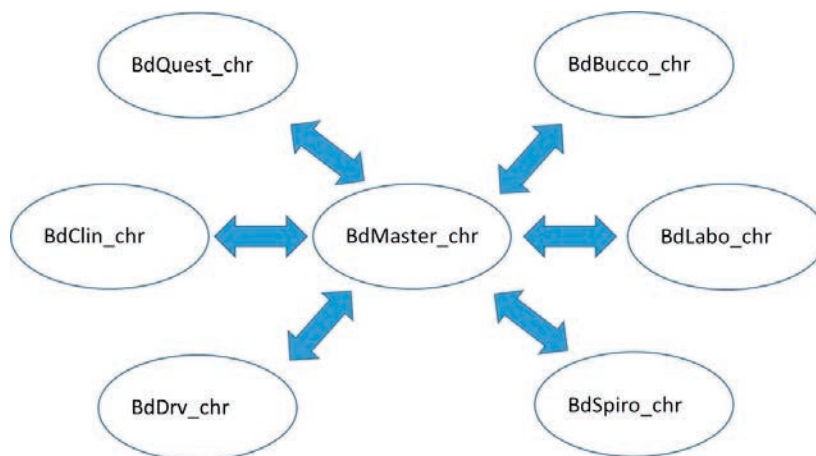 BdQuest_chr
BdBucco_chr
BdClin_chr
BdMaster_chr
BdLabo_chr
BdDrv_chr
BdSpiro_chr